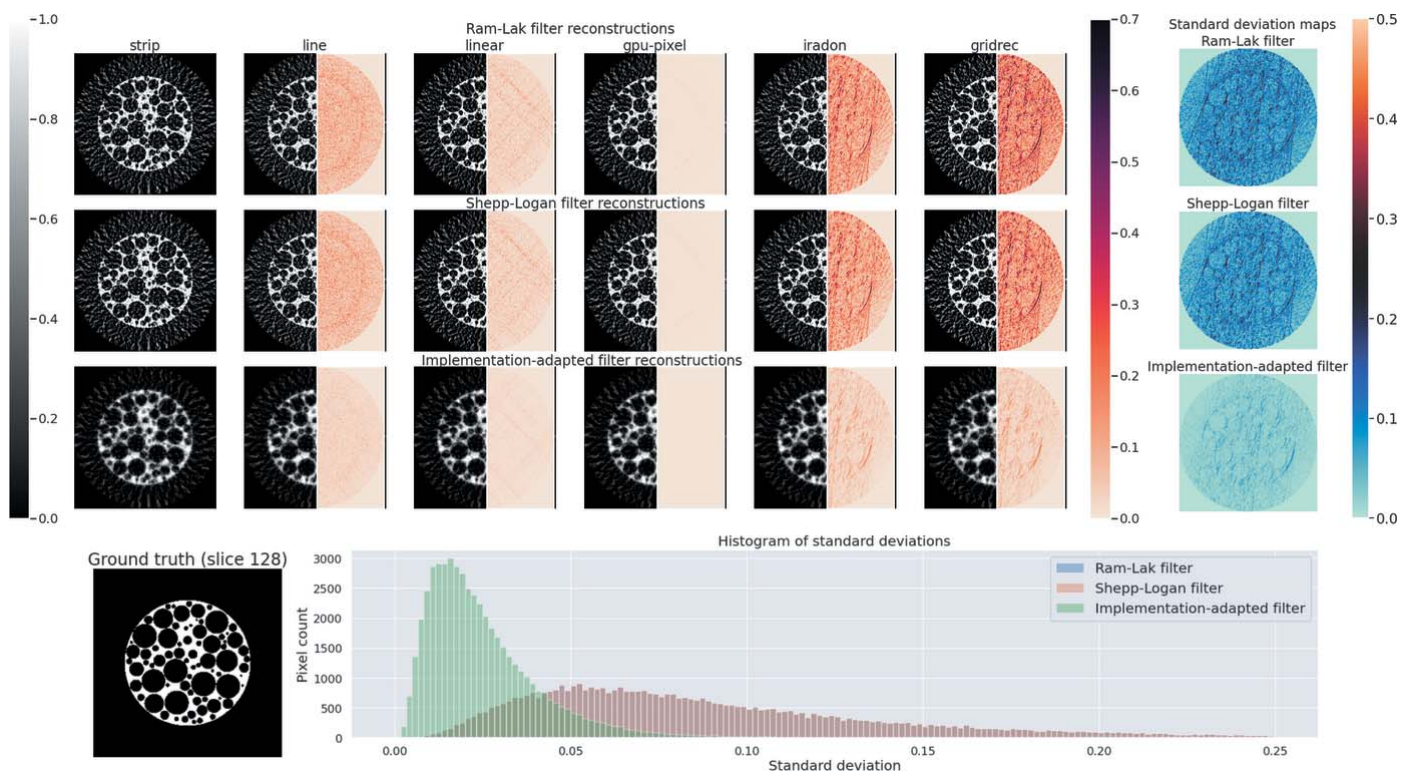 Ram-Lak filter reconstructions
strip line linear gpu-pixel iradon gridrec
Standard deviation maps
Ram-Lak filter
1.0
0.8
0.6
0.4
0.2
0.0
Shepp-Logan filter reconstructions
Implementation-adapted filter reconstructions
0.7
0.6
0.5
0.4
0.3
0.2
0.1
0.0
Shepp-Logan filter
Implementation-adapted filter
0.5
0.4
0.3
0.2
0.1
0.0
Ground truth (slice 128)
Histogram of standard deviations
Pixel count
3000
2500
2000
1500
1000
500
0
Ram-Lak filter
Shepp-Logan filter
Implementation-adapted filter
0.00 0.05 0.10 0.15 0.20 0.25
Standard deviation